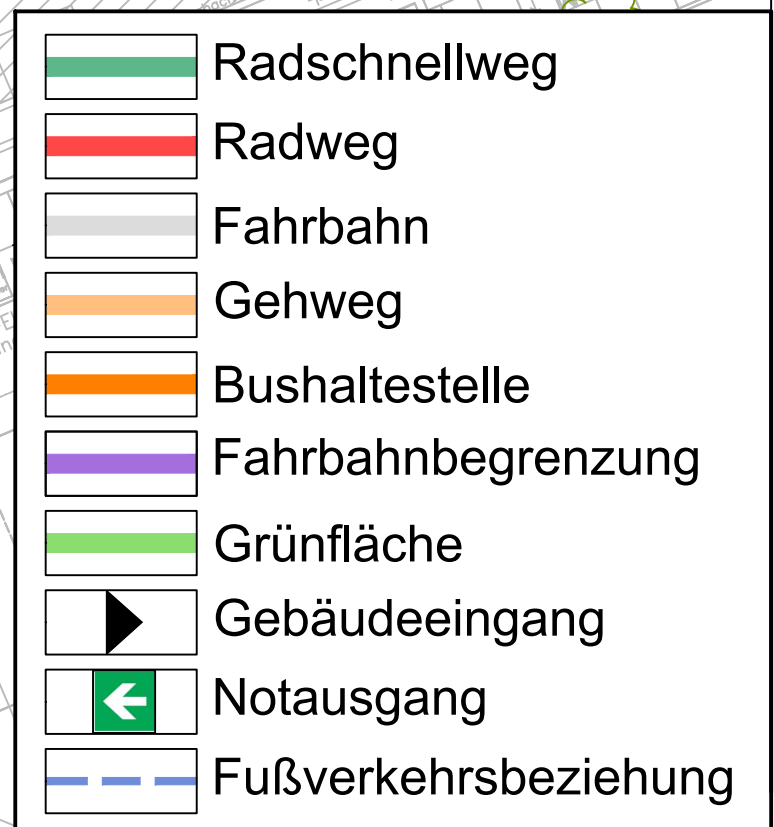 Radschnellweg
Radweg
Fahrbahn
Gehweg
Bushaltestelle
Fahrbahnbegrenzung
Grünfläche
Gebäudeeingang
Notausgang
Fußverkehrsbeziehung